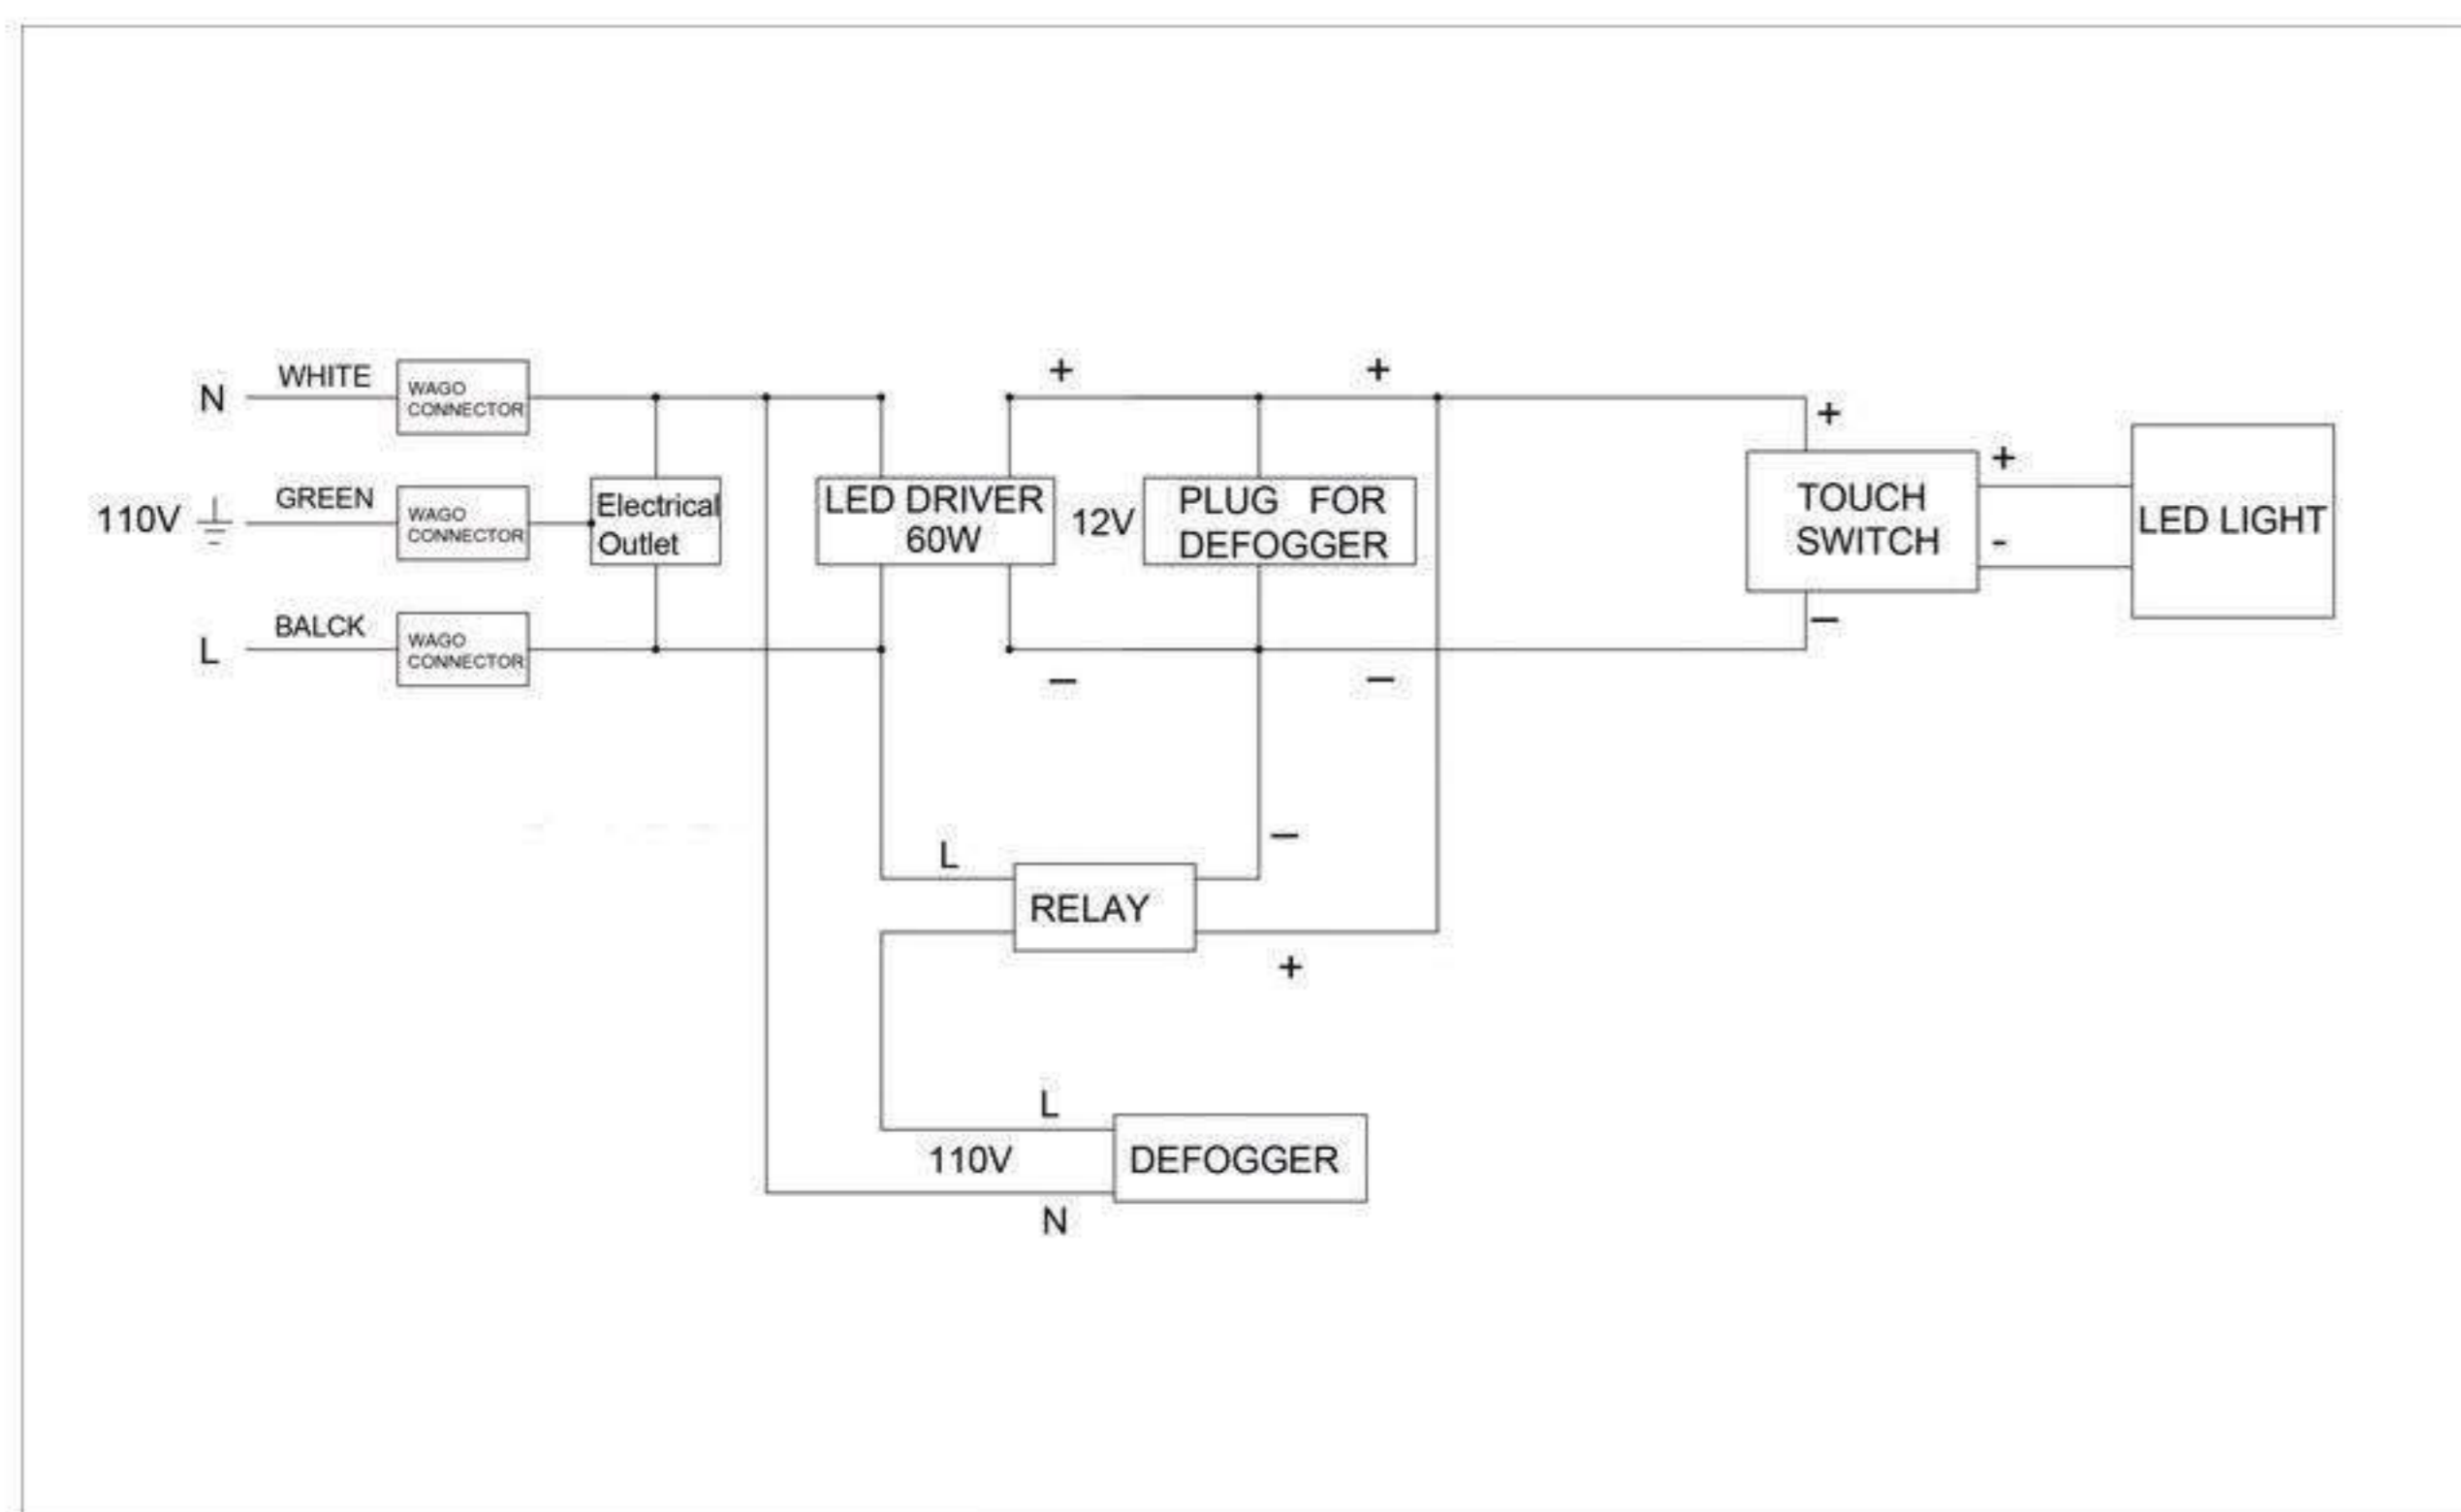 N
WHITE
WAGO
CONNECTOR
110V
GREEN
WAGO
CONNECTOR
L
BALCK
WAGO
CONNECTOR
Electrical
Outlet
LED DRIVER
60W
+
−
12V
PLUG FOR
DEFOGGER
+
−
+
TOUCH
SWITCH
−
+
-
LED LIGHT
L
RELAY
−
+
L
110V
N
DEFOGGER